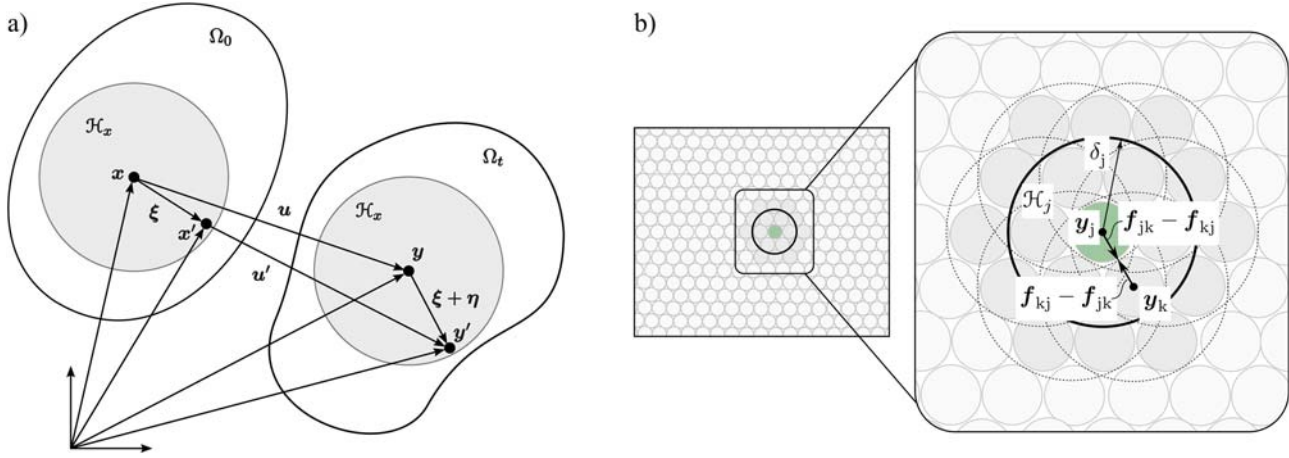 a)
Ω₀
ℋₓ
x
ξ
x′
u
u′
Ωₜ
ℋₓ
y
ξ + η
y′
b)
δⱼ
ℋⱼ
yⱼ
fⱼₖ − fₖⱼ
fₖⱼ − fⱼₖ
yₖ